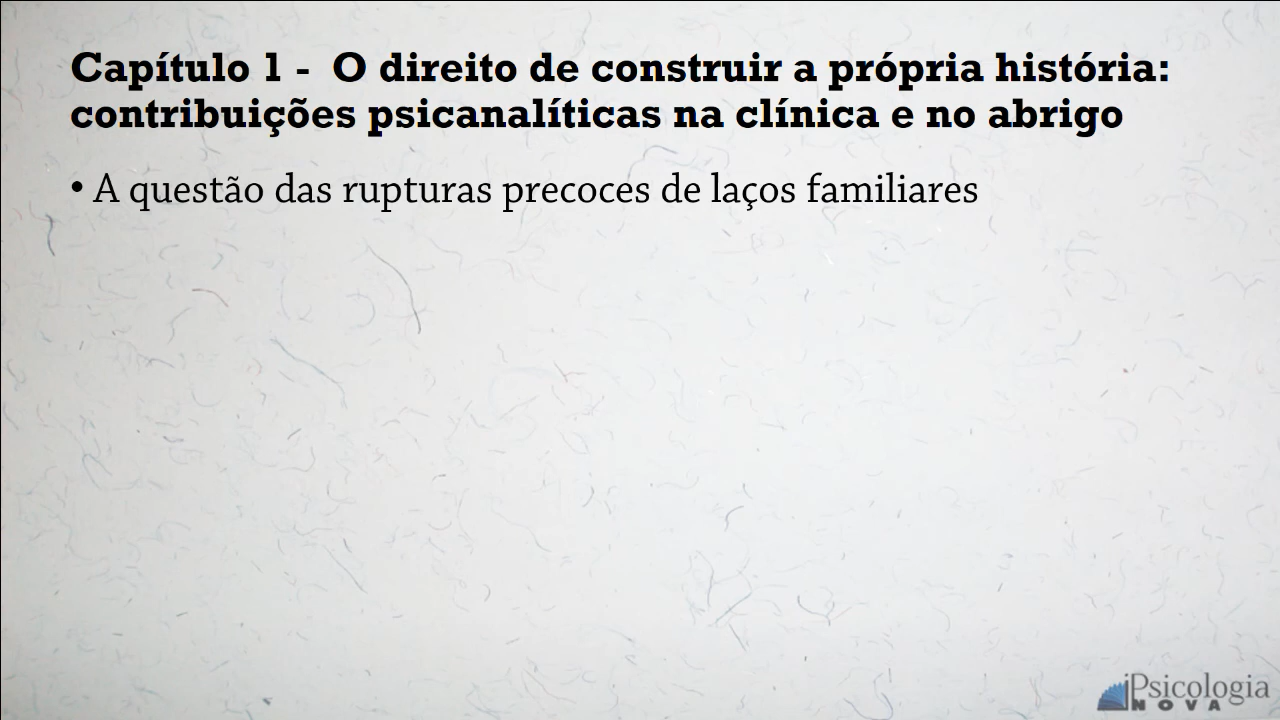 Capítulo 1 - O direito de construir a própria história:
contribuições psicanalíticas na clínica e no abrigo
• A questão das rupturas precoces de laços familiares
Psicologia
NOVA